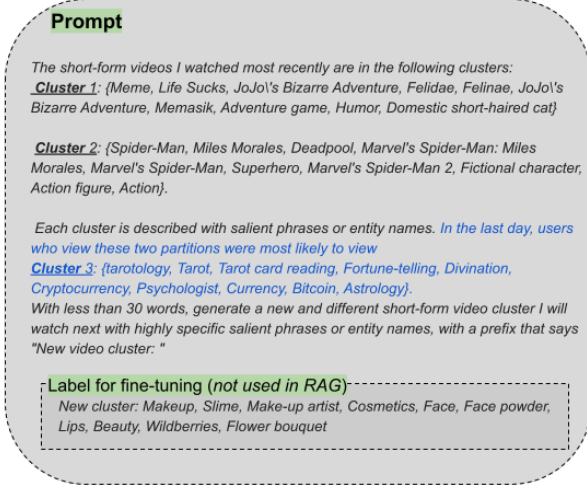 Prompt
The short-form videos I watched most recently are in the following clusters:
Cluster 1: {Meme, Life Sucks, JoJo\'s Bizarre Adventure, Felidae, Felinae, JoJo\'s
Bizarre Adventure, Memasik, Adventure game, Humor, Domestic short-haired cat}
Cluster 2: {Spider-Man, Miles Morales, Deadpool, Marvel's Spider-Man: Miles
Morales, Marvel's Spider-Man, Superhero, Marvel's Spider-Man 2, Fictional character,
Action figure, Action}.
Each cluster is described with salient phrases or entity names. In the last day, users
who view these two partitions were most likely to view
Cluster 3: {tarotology, Tarot, Tarot card reading, Fortune-telling, Divination,
Cryptocurrency, Psychologist, Currency, Bitcoin, Astrology}.
With less than 30 words, generate a new and different short-form video cluster I will
watch next with highly specific salient phrases or entity names, with a prefix that says
"New video cluster: "
Label for fine-tuning (not used in RAG)
New cluster: Makeup, Slime, Make-up artist, Cosmetics, Face, Face powder,
Lips, Beauty, Wildberries, Flower bouquet